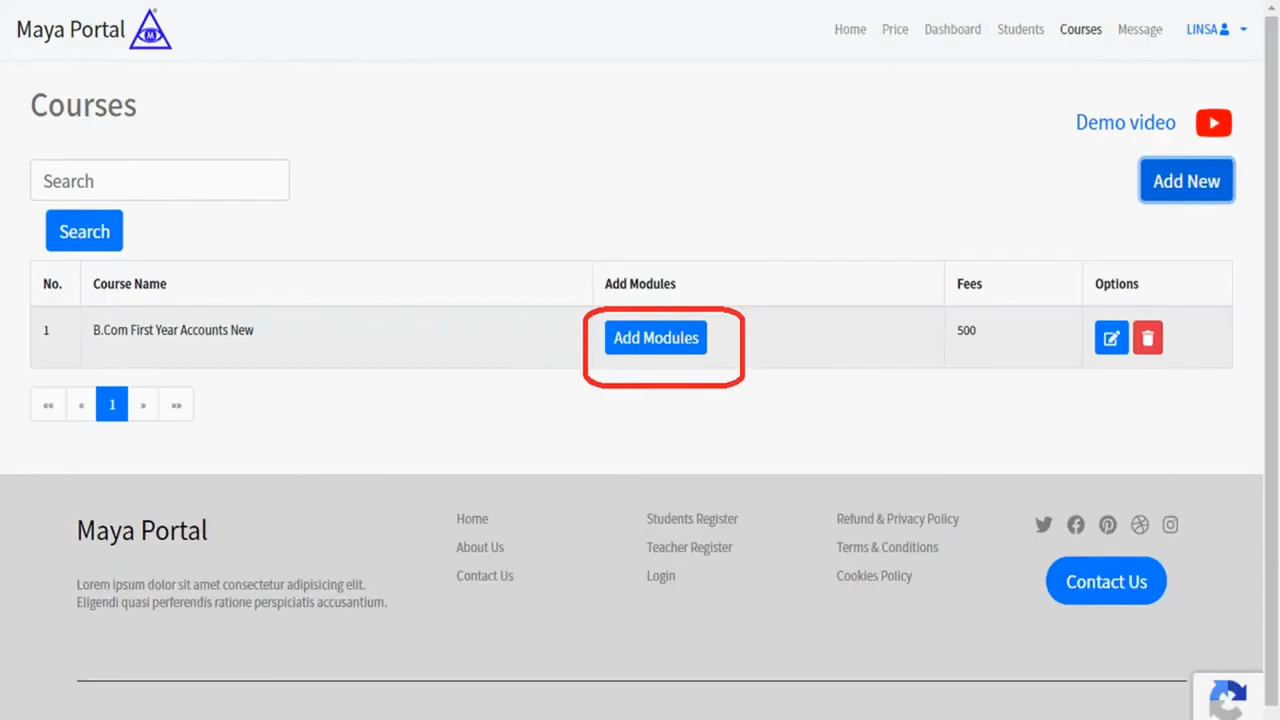 Maya Portal
M
Home Price Dashboard Students Courses Message LINSA
Courses
Demo video
Search
Add New
Search
No. Course Name Add Modules Fees Options
1 B.Com First Year Accounts New Add Modules 500
«« « 1 » »»
Maya Portal
Lorem ipsum dolor sit amet consectetur adipisicing elit.
Eligendi quasi perferendis ratione perspiciatis accusantium.
Home
About Us
Contact Us
Students Register
Teacher Register
Login
Refund & Privacy Policy
Terms & Conditions
Cookies Policy
Contact Us